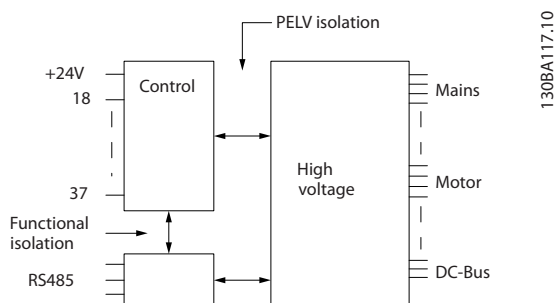 PELV isolation
130BA117.10
+24V
Control
18
Mains
High
voltage
37
Motor
Functional
isolation
RS485
DC-Bus